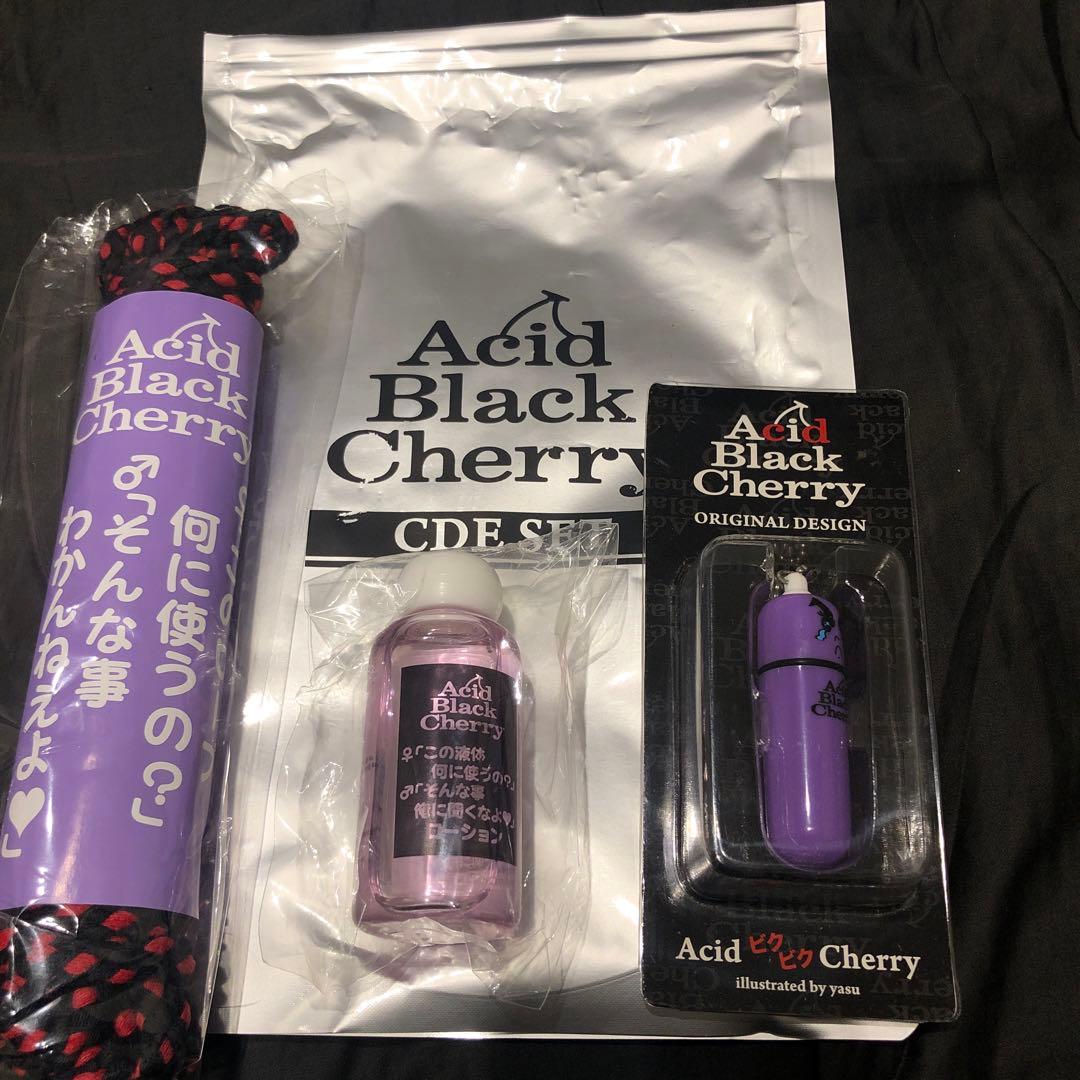 Acid
Black
Cherry
CDE SET
Acid
Black
Cherry
何に使うの?」
♂「そんな事
わかんねぇよ♥」
Acid
Black
Cherry
♀「この液体
何に使うの?」
♂「そんな事
俺に聞くなよ♥」
ローション
Acid
Black
Cherry
ORIGINAL DESIGN
Acid
Black
Cherry
Acid ビクビク Cherry
illustrated by yasu